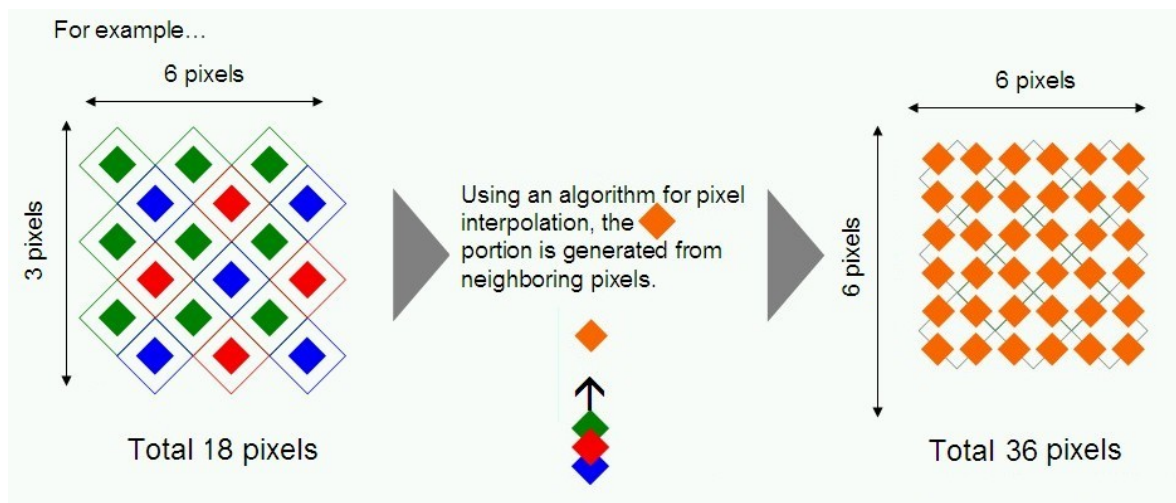 For example…
6 pixels
3 pixels
Total 18 pixels
Using an algorithm for pixel
interpolation, the
portion is generated from
neighboring pixels.
6 pixels
6 pixels
Total 36 pixels